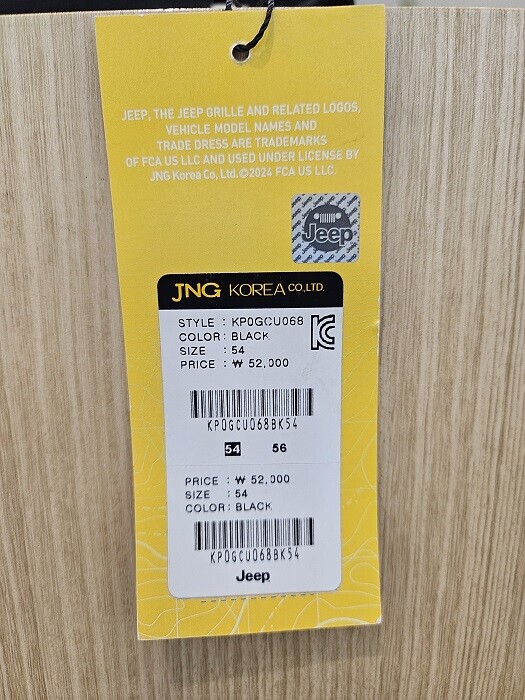 JEEP, THE JEEP GRILLE AND RELATED LOGOS,
VEHICLE MODEL NAMES AND
TRADE DRESS ARE TRADEMARKS
OF FCA US LLC AND USED UNDER LICENSE BY
JNG Korea Co, Ltd.©2024 FCA US LLC.
Jeep
JNG KOREA CO.,LTD.
STYLE : KP0GCU068
COLOR : BLACK
SIZE : 54
PRICE : ₩ 52,000
KP0GCU068BK54
54 56
PRICE : ₩ 52,000
SIZE : 54
COLOR : BLACK
KP0GCU068BK54
Jeep